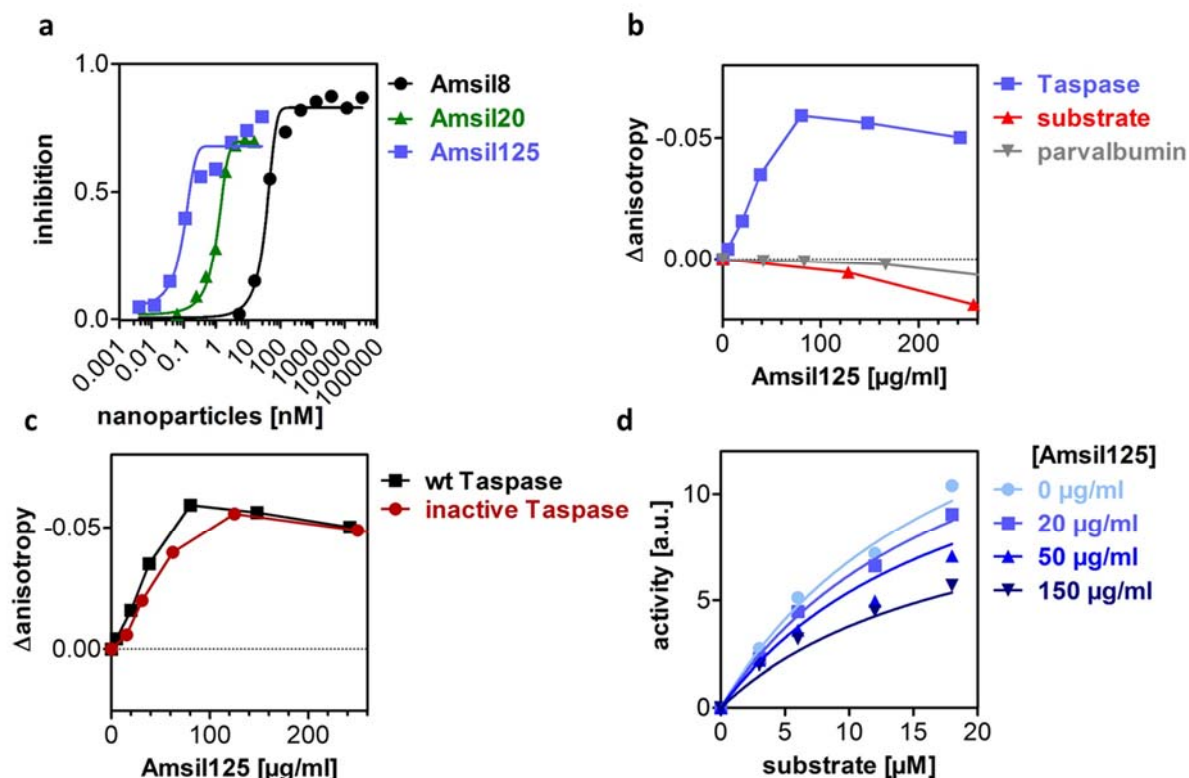 a
1.0
0.5
0.0
inhibition
0.001
0.01
0.1
1
10
100
1000
10000
100000
nanoparticles [nM]
Amsil8
Amsil20
Amsil125
b
-0.05
0.00
Δanisotropy
0
100
200
Amsil125 [µg/ml]
Taspase
substrate
parvalbumin
c
-0.05
0.00
Δanisotropy
0
100
200
Amsil125 [µg/ml]
wt Taspase
inactive Taspase
d
10
5
0
activity [a.u.]
0
5
10
15
20
substrate [µM]
[Amsil125]
0 µg/ml
20 µg/ml
50 µg/ml
150 µg/ml